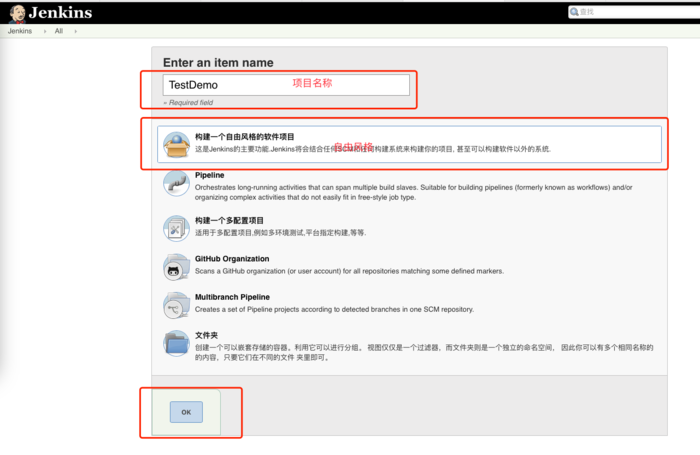 Jenkins
查找
Jenkins › All ›
Enter an item name
TestDemo 项目名称
» Required field
构建一个自由风格的软件项目
这是Jenkins的主要功能.Jenkins将会结合任何SCM和任何构建系统来构建你的项目, 甚至可以构建软件以外的系统.
自由风格
Pipeline
Orchestrates long-running activities that can span multiple build slaves. Suitable for building pipelines (formerly known as workflows) and/or
organizing complex activities that do not easily fit in free-style job type.
构建一个多配置项目
适用于多配置项目,例如多环境测试,平台指定构建,等等.
GitHub Organization
Scans a GitHub organization (or user account) for all repositories matching some defined markers.
Multibranch Pipeline
Creates a set of Pipeline projects according to detected branches in one SCM repository.
文件夹
创建一个可以嵌套存储的容器。利用它可以进行分组。 视图仅仅是一个过滤器，而文件夹则是一个独立的命名空间， 因此你可以有多个相同名称的
的内容，只要它们在不同的文件 夹里即可。
OK